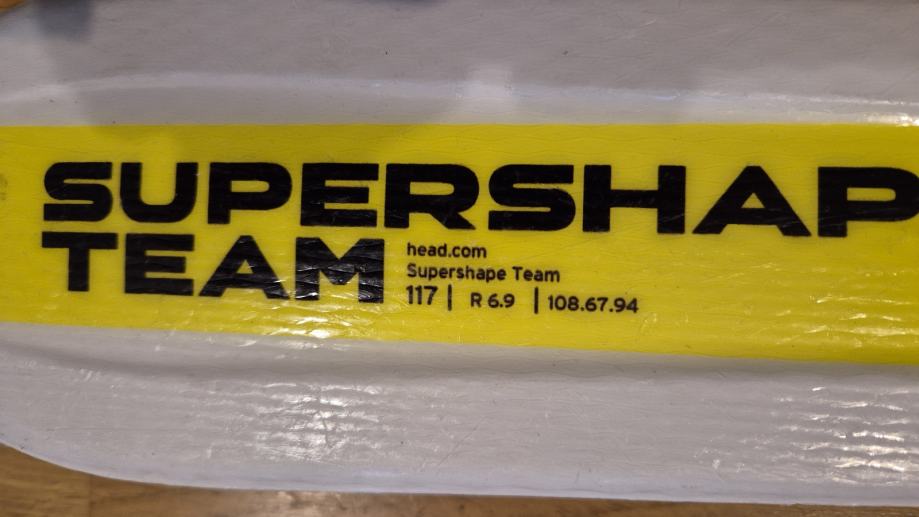 SUPERSHAP
TEAM
head.com
Supershape Team
117 | R 6.9 | 108.67.94